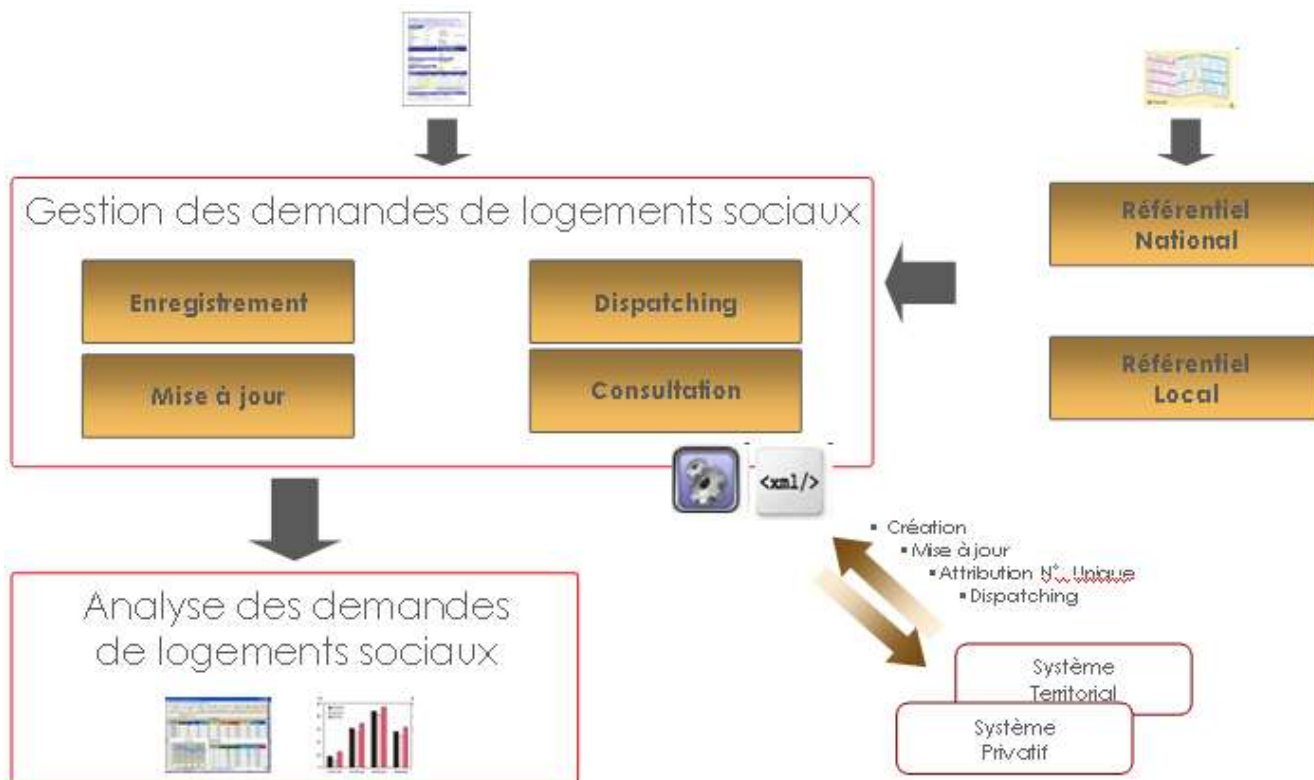 Gestion des demandes de logements sociaux
Enregistrement
Dispatching
Mise à jour
Consultation
Référentiel
National
Référentiel
Local
<xml/>
▪ Création
▪ Mise à jour
▪ Attribution N°. Unique
▪ Dispatching
Analyse des demandes
de logements sociaux
Système
Territorial
Système
Privatif